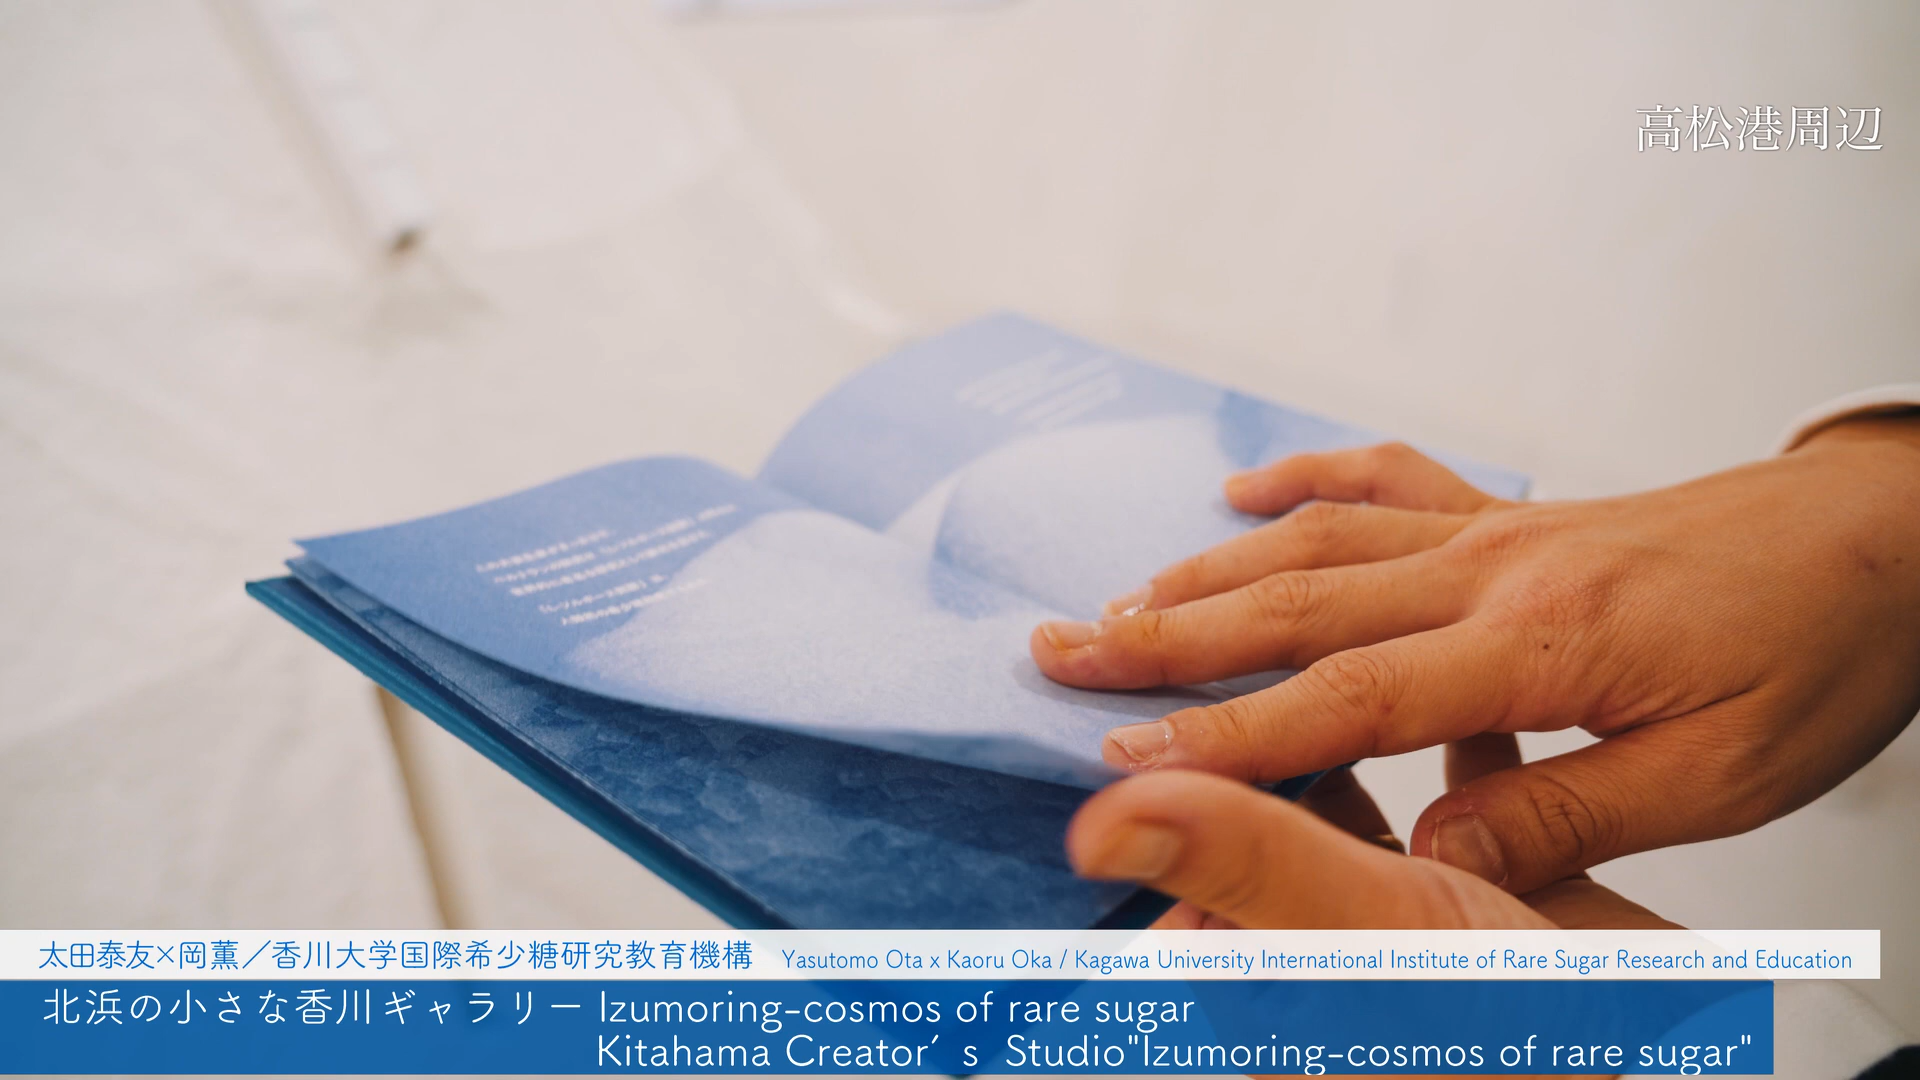 高松港周辺
太田泰友×岡薫／香川大学国際希少糖研究教育機構 Yasutomo Ota x Kaoru Oka / Kagawa University International Institute of Rare Sugar Research and Education
北浜の小さな香川ギャラリー Izumoring-cosmos of rare sugar
Kitahama Creator′s Studio"Izumoring-cosmos of rare sugar"